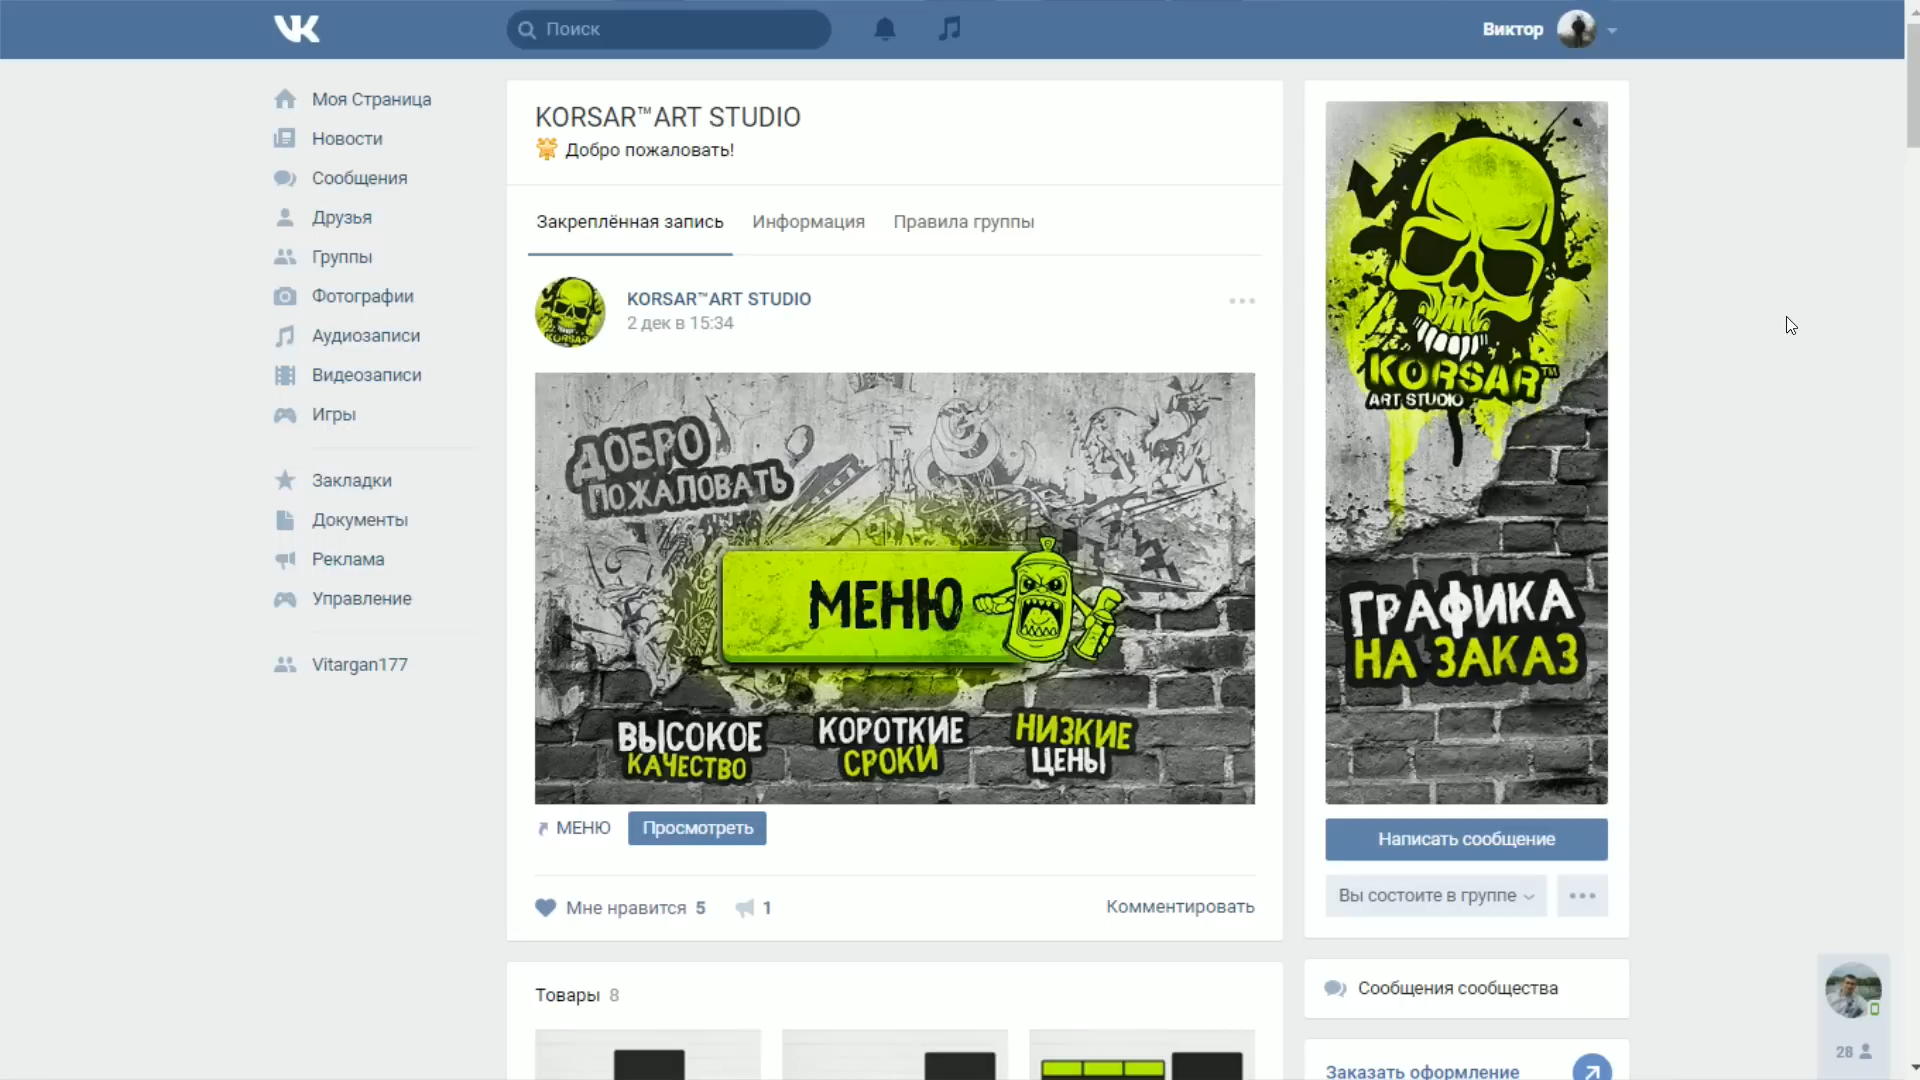 Поиск
Виктор
Моя Страница
Новости
Сообщения
Друзья
Группы
Фотографии
Аудиозаписи
Видеозаписи
Игры
Закладки
Документы
Реклама
Управление
Vitargan177
KORSAR™ART STUDIO
Добро пожаловать!
Закреплённая запись
Информация
Правила группы
KORSAR™ART STUDIO
2 дек в 15:34
KORSAR
ДОБРО
ПОЖАЛОВАТЬ
МЕНЮ
ВЫСОКОЕ
КАЧЕСТВО
КОРОТКИЕ
СРОКИ
НИЗКИЕ
ЦЕНЫ
МЕНЮ
Просмотреть
Мне нравится 5
1
Комментировать
Товары 8
KORSAR™
ART STUDIO
ГРАФИКА
НА ЗАКАЗ
Написать сообщение
Вы состоите в группе
Сообщения сообщества
Заказать оформление
28